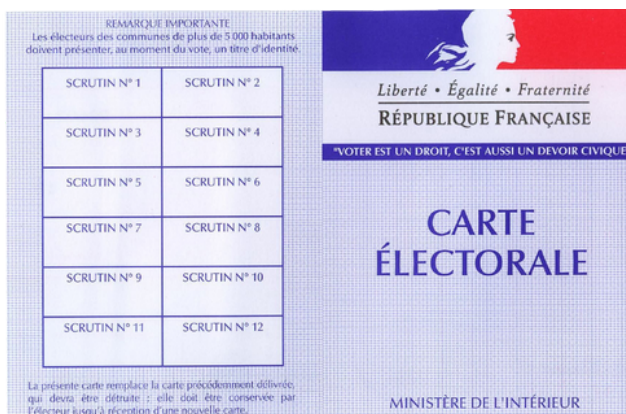 REMARQUE IMPORTANTE
Les électeurs des communes de plus de 5 000 habitants
doivent présenter, au moment du vote, un titre d'identité.
SCRUTIN N° 1 SCRUTIN N° 2
SCRUTIN N° 3 SCRUTIN N° 4
SCRUTIN N° 5 SCRUTIN N° 6
SCRUTIN N° 7 SCRUTIN N° 8
SCRUTIN N° 9 SCRUTIN N° 10
SCRUTIN N° 11 SCRUTIN N° 12
La présente carte remplace la carte précédemment délivrée,
qui devra être détruite : elle doit être conservée par
l'électeur jusqu'à réception d'une nouvelle carte.
Liberté • Égalité • Fraternité
RÉPUBLIQUE FRANÇAISE
"VOTER EST UN DROIT, C'EST AUSSI UN DEVOIR CIVIQUE
CARTE
ÉLECTORALE
MINISTÈRE DE L'INTÉRIEUR